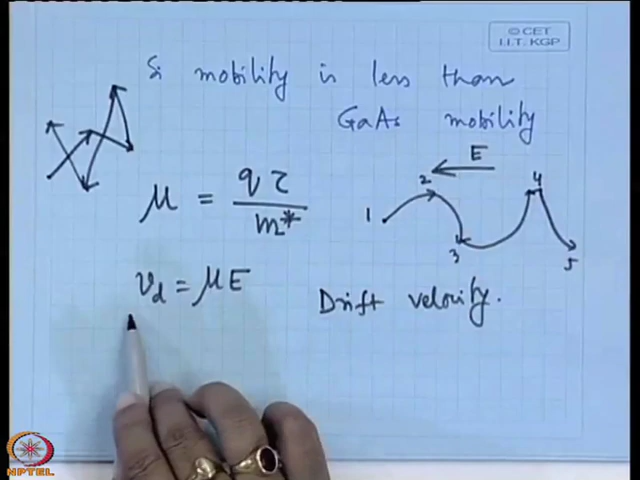 © CET
I.I.T. KGP
Si mobility is less than
GaAs mobility
μ = qτ / m*
E
1 2 3 4 5
v_d = μE
Drift velocity.
NPTEL